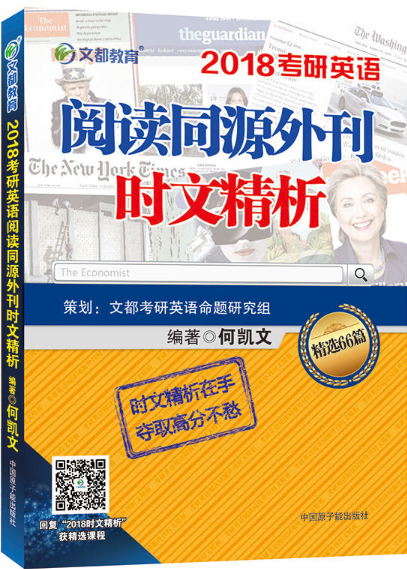 文都教育
2018考研英语阅读同源外刊时文精析
编著◎何凯文
中国原子能出版社
The
Economist
theguardian
The Washing
文都教育®
2018考研英语
阅读同源外刊
The New York Times
时文精析
The Economist
策划：文都考研英语命题研究组
编著◎何凯文
精选66篇
时文精析在手
夺取高分不愁
回复“2018时文精析”
获精选课程
中国原子能出版社